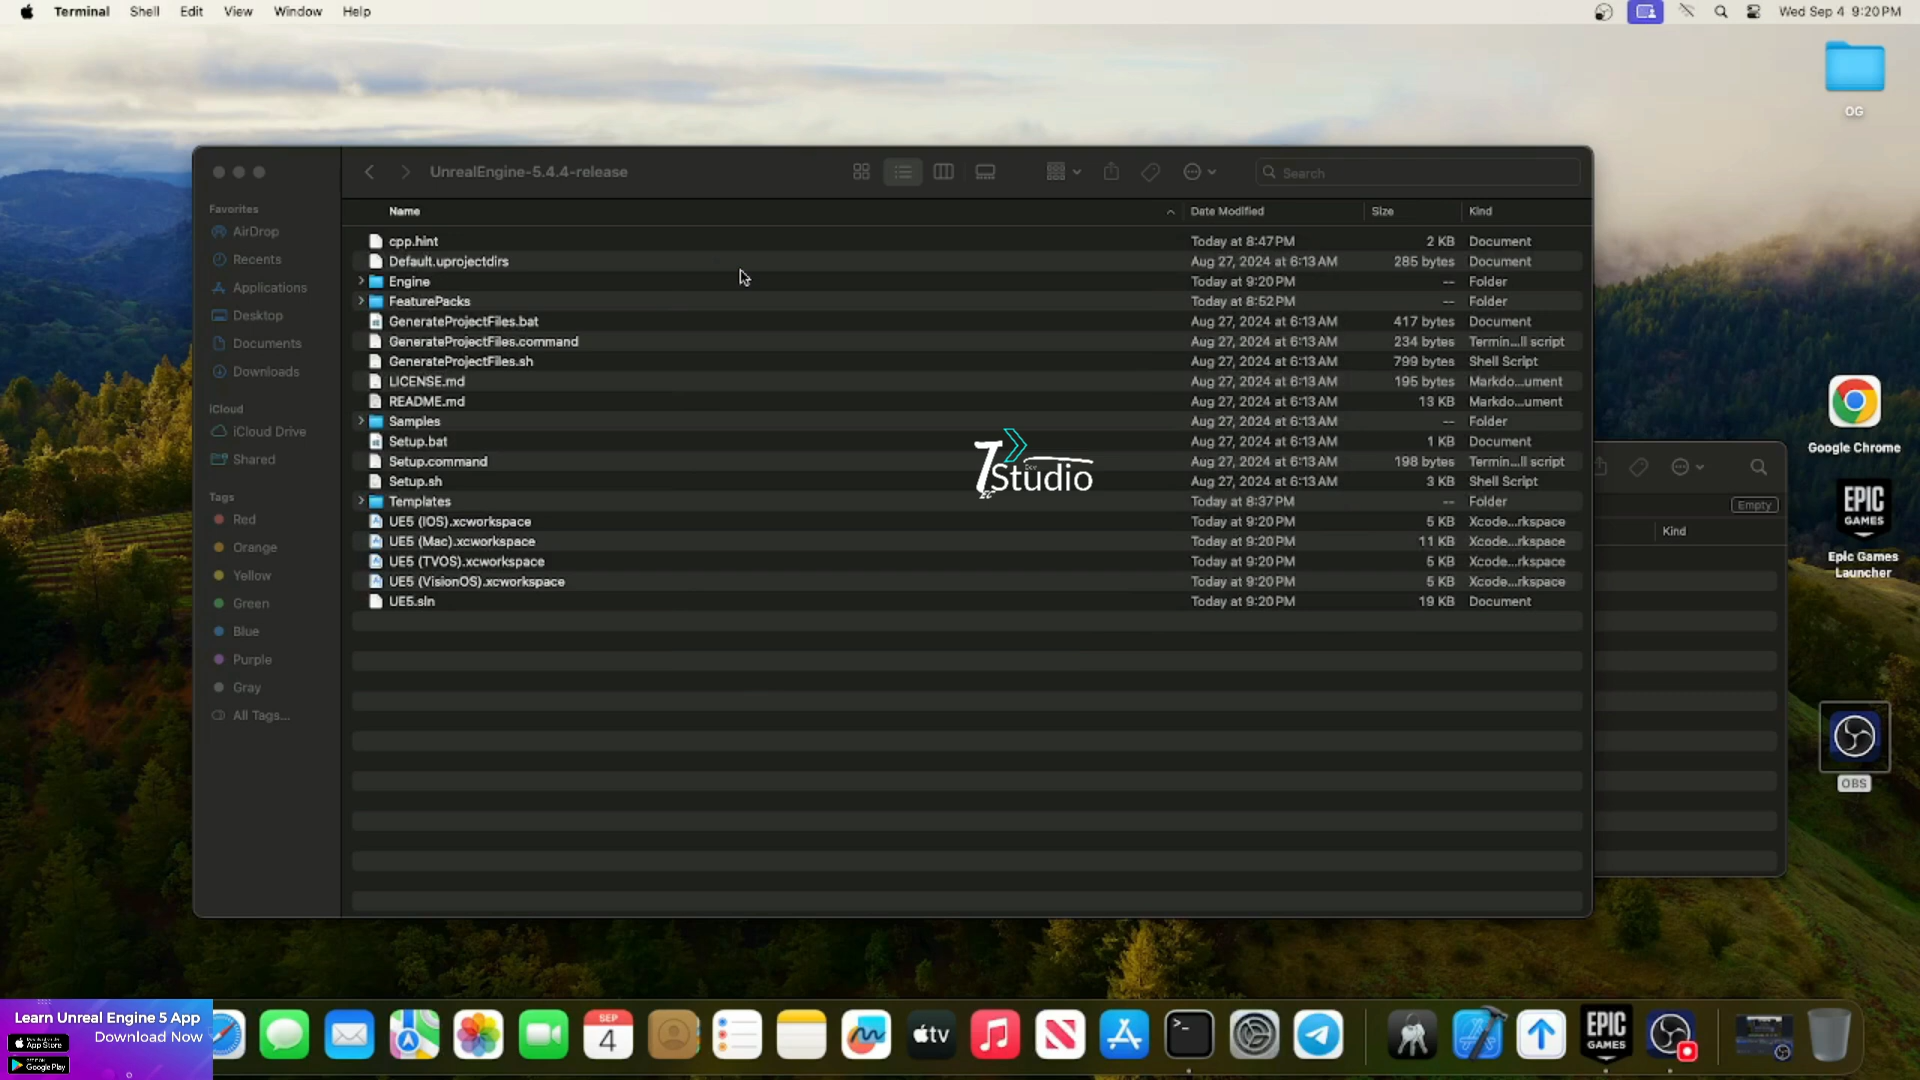 Terminal Shell Edit View Window Help
Wed Sep 4 9:20 PM
OG
UnrealEngine-5.4.4-release
Search
Favorites
AirDrop
Recents
Applications
Desktop
Documents
Downloads
iCloud
iCloud Drive
Shared
Tags
Red
Orange
Yellow
Green
Blue
Purple
Gray
All Tags...
Name Date Modified Size Kind
cpp.hint Today at 8:47 PM 2 KB Document
Default.uprojectdirs Aug 27, 2024 at 6:13 AM 285 bytes Document
Engine Today at 9:20 PM -- Folder
FeaturePacks Today at 8:52 PM -- Folder
GenerateProjectFiles.bat Aug 27, 2024 at 6:13 AM 417 bytes Document
GenerateProjectFiles.command Aug 27, 2024 at 6:13 AM 234 bytes Termin...ll script
GenerateProjectFiles.sh Aug 27, 2024 at 6:13 AM 799 bytes Shell Script
LICENSE.md Aug 27, 2024 at 6:13 AM 195 bytes Markdo...ument
README.md Aug 27, 2024 at 6:13 AM 13 KB Markdo...ument
Samples Aug 27, 2024 at 6:13 AM -- Folder
Setup.bat Aug 27, 2024 at 6:13 AM 1 KB Document
Setup.command Aug 27, 2024 at 6:13 AM 198 bytes Termin...ll script
Setup.sh Aug 27, 2024 at 6:13 AM 3 KB Shell Script
Templates Today at 8:37 PM -- Folder
UE5 (IOS).xcworkspace Today at 9:20 PM 5 KB Xcode...rkspace
UE5 (Mac).xcworkspace Today at 9:20 PM 11 KB Xcode...rkspace
UE5 (TVOS).xcworkspace Today at 9:20 PM 5 KB Xcode...rkspace
UE5 (VisionOS).xcworkspace Today at 9:20 PM 5 KB Xcode...rkspace
UE5.sln Today at 9:20 PM 19 KB Document
Studio
Empty
Kind
Google Chrome
EPIC
GAMES
Epic Games
Launcher
OBS
Learn Unreal Engine 5 App
Download Now
App Store
Google Play
SEP
4
tv
EPIC
GAMES